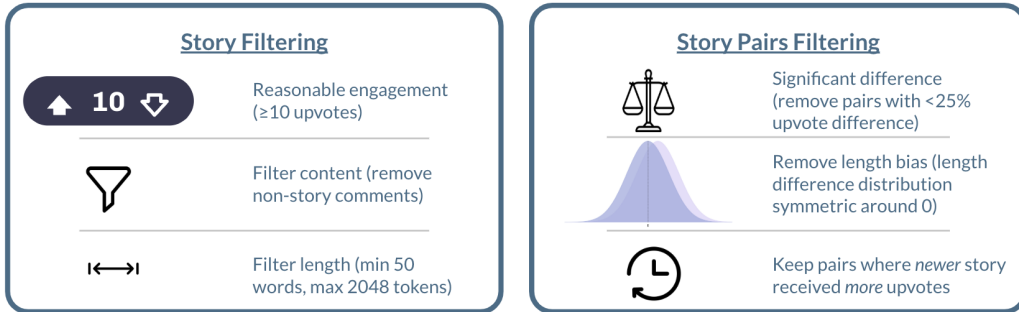 Story Filtering
10
Reasonable engagement
(≥10 upvotes)
Filter content (remove
non-story comments)
Filter length (min 50
words, max 2048 tokens)
Story Pairs Filtering
Significant difference
(remove pairs with <25%
upvote difference)
Remove length bias (length
difference distribution
symmetric around 0)
Keep pairs where newer story
received more upvotes